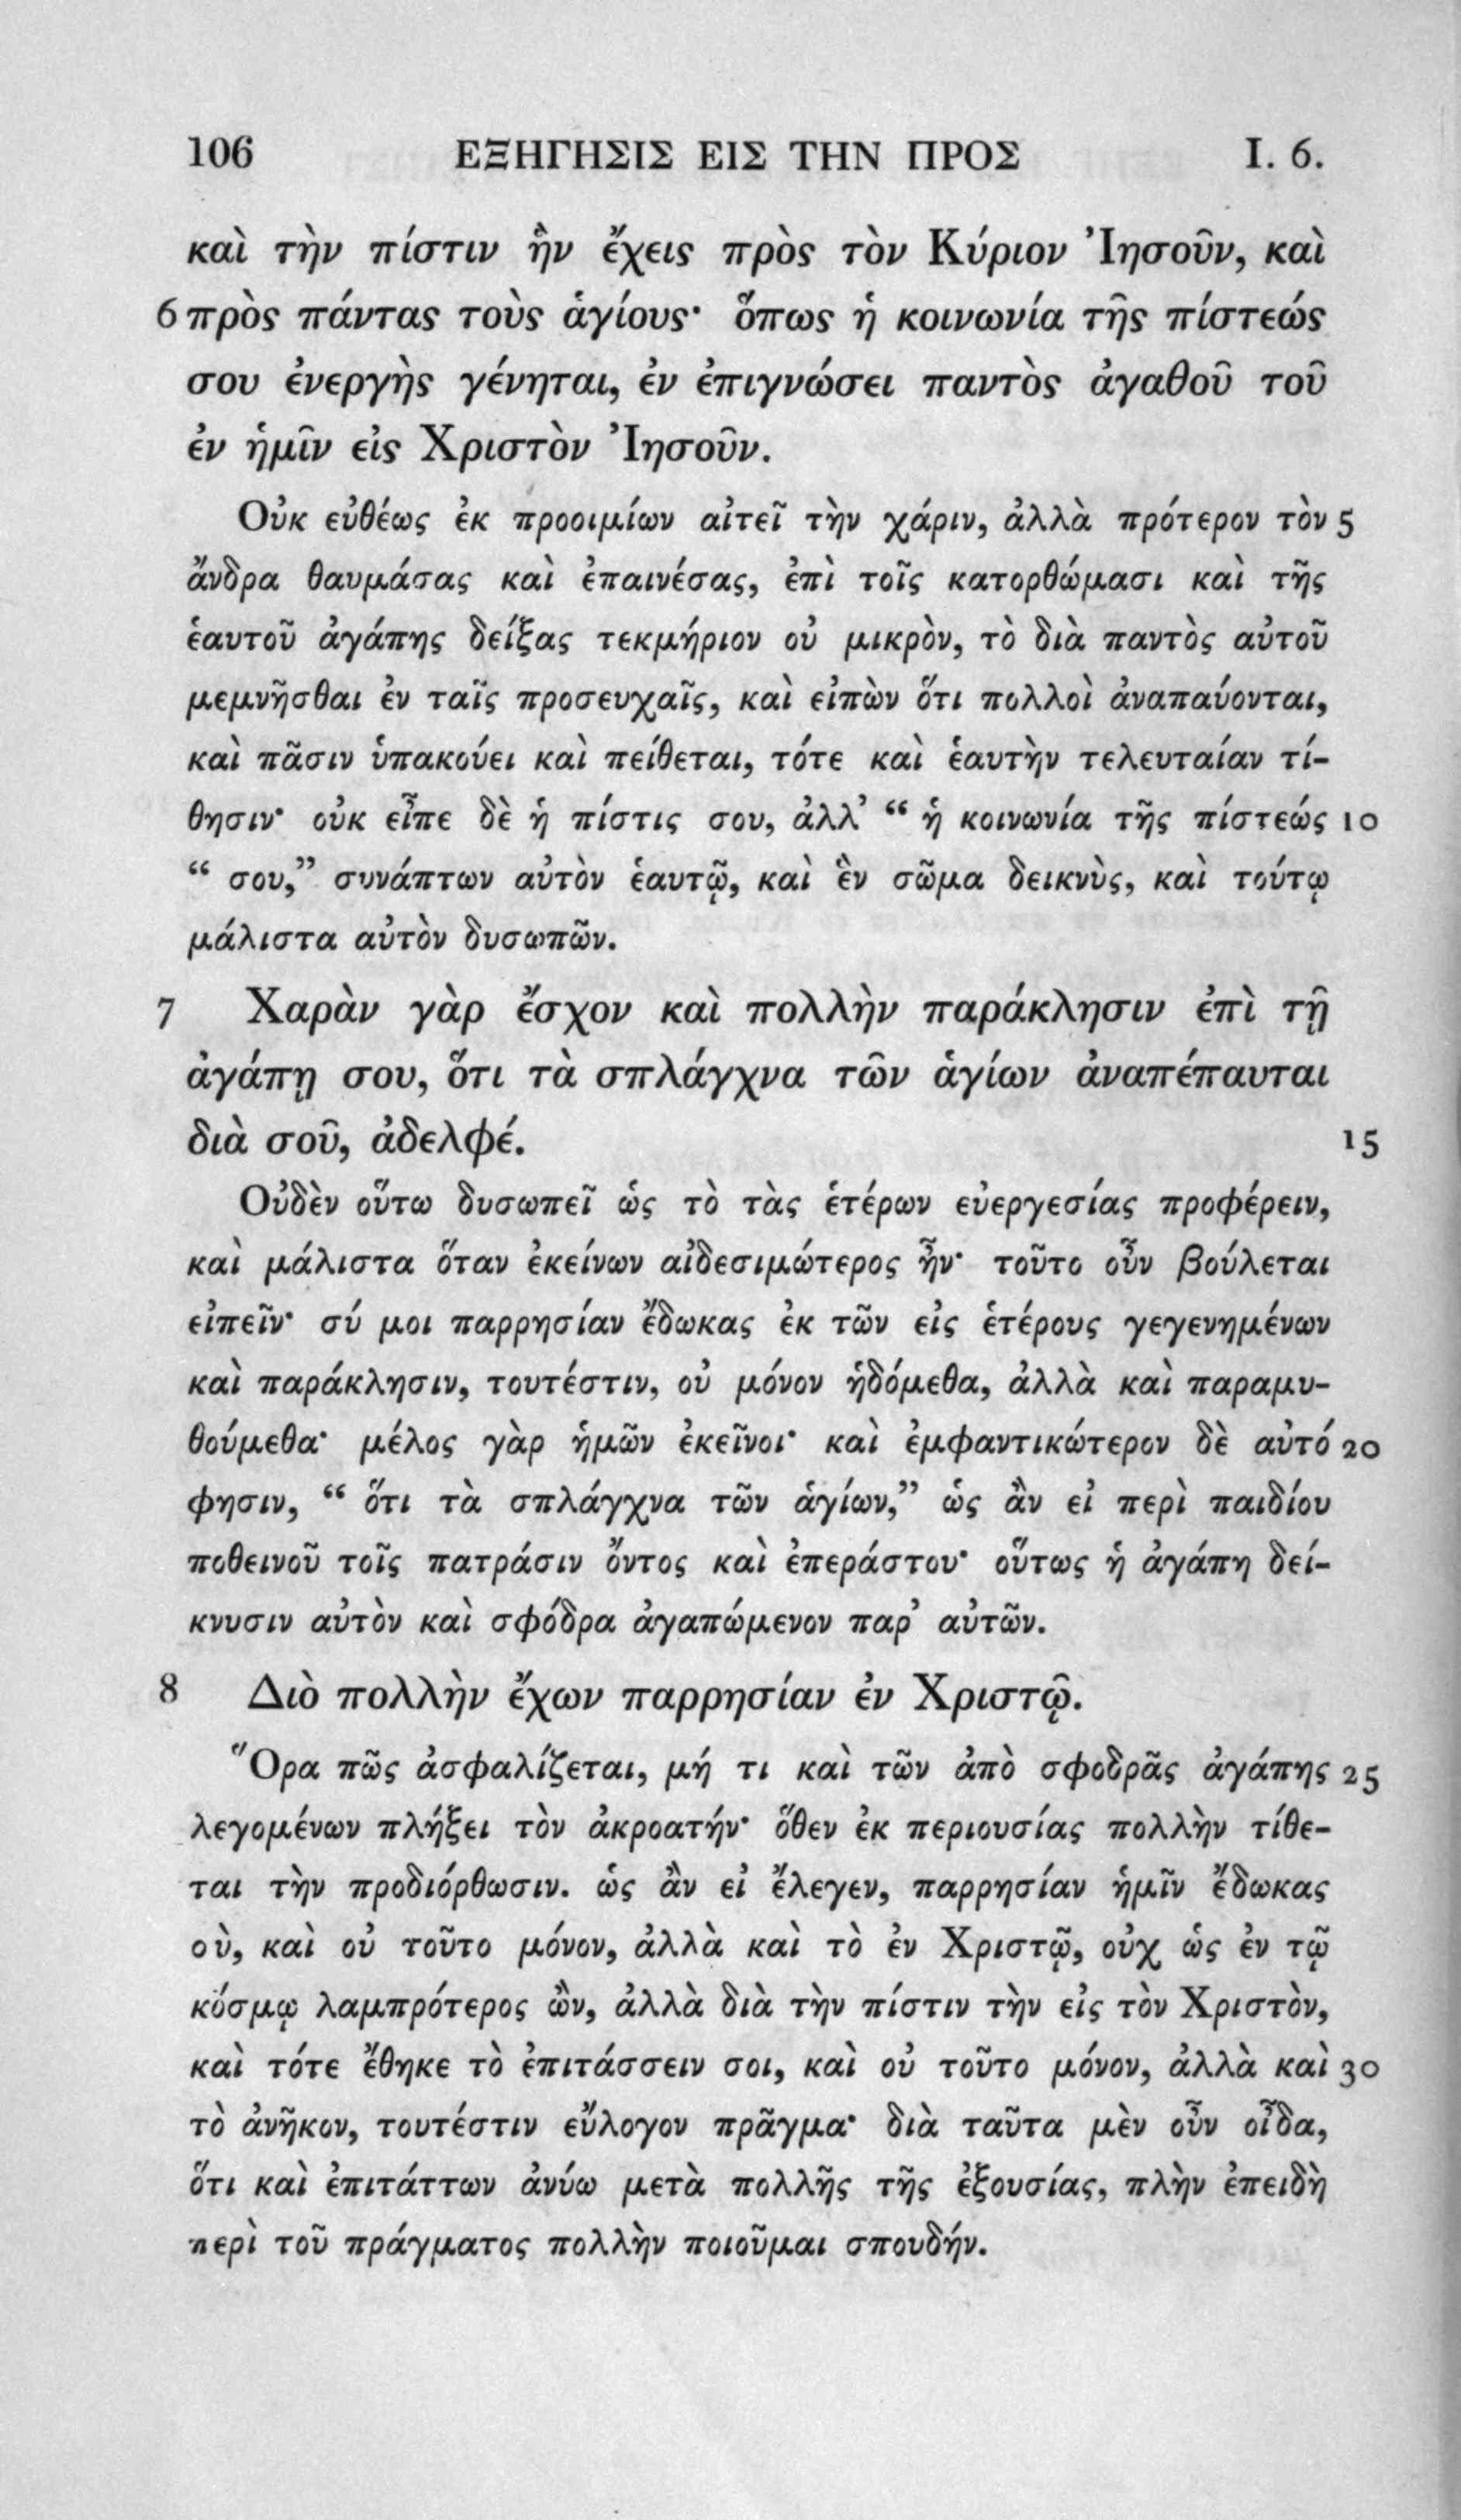 106 ΕΞΗΓΗΣΙΣ ΕΙΣ ΤΗΝ ΠΡΟΣ Ι. 6.
καὶ τὴν πίστιν ἣν ἔχεις πρὸς τὸν Κύριον Ἰησοῦν, καὶ
6 πρὸς πάντας τοὺς ἁγίους· ὅπως ἡ κοινωνία τῆς πίστεώς
σου ἐνεργὴς γένηται, ἐν ἐπιγνώσει παντὸς ἀγαθοῦ τοῦ
ἐν ἡμῖν εἰς Χριστὸν Ἰησοῦν.
Οὐκ εὐθέως ἐκ προοιμίων αἰτεῖ τὴν χάριν, ἀλλὰ πρότερον τὸν 5
ἄνδρα θαυμάσας καὶ ἐπαινέσας, ἐπὶ τοῖς κατορθώμασι καὶ τῆς
ἑαυτοῦ ἀγάπης δείξας τεκμήριον οὐ μικρὸν, τὸ διὰ παντὸς αὐτοῦ
μεμνῆσθαι ἐν ταῖς προσευχαῖς, καὶ εἰπὼν ὅτι πολλοὶ ἀναπαύονται,
καὶ πᾶσιν ὑπακούει καὶ πείθεται, τότε καὶ ἑαυτὴν τελευταίαν τί-
θησιν· οὐκ εἶπε δὲ ἡ πίστις σου, ἀλλ’ “ ἡ κοινωνία τῆς πίστεώς 10
“ σου,” συνάπτων αὐτὸν ἑαυτῷ, καὶ ἓν σῶμα δεικνὺς, καὶ τούτῳ
μάλιστα αὐτὸν δυσωπῶν.
7 Χαρὰν γὰρ ἔσχον καὶ πολλὴν παράκλησιν ἐπὶ τῇ
ἀγάπῃ σου, ὅτι τὰ σπλάγχνα τῶν ἁγίων ἀναπέπαυται
διὰ σοῦ, ἀδελφέ. 15
Οὐδὲν οὕτω δυσωπεῖ ὡς τὸ τὰς ἑτέρων εὐεργεσίας προφέρειν,
καὶ μάλιστα ὅταν ἐκείνων αἰδεσιμώτερος ἦν· τοῦτο οὖν βούλεται
εἰπεῖν· σύ μοι παρρησίαν ἔδωκας ἐκ τῶν εἰς ἑτέρους γεγενημένων
καὶ παράκλησιν, τουτέστιν, οὐ μόνον ἡδόμεθα, ἀλλὰ καὶ παραμυ-
θούμεθα· μέλος γὰρ ἡμῶν ἐκεῖνοι· καὶ ἐμφαντικώτερον δὲ αὐτό 20
φησιν, “ ὅτι τὰ σπλάγχνα τῶν ἁγίων,” ὡς ἂν εἰ περὶ παιδίου
ποθεινοῦ τοῖς πατράσιν ὄντος καὶ ἐπεράστου· οὕτως ἡ ἀγάπη δεί-
κνυσιν αὐτὸν καὶ σφόδρα ἀγαπώμενον παρ’ αὐτῶν.
8 Διὸ πολλὴν ἔχων παρρησίαν ἐν Χριστῷ.
Ὅρα πῶς ἀσφαλίζεται, μή τι καὶ τῶν ἀπὸ σφοδρᾶς ἀγάπης 25
λεγομένων πλήξει τὸν ἀκροατήν· ὅθεν ἐκ περιουσίας πολλὴν τίθε-
ται τὴν προδιόρθωσιν. ὡς ἂν εἰ ἔλεγεν, παρρησίαν ἡμῖν ἔδωκας
οὐ, καὶ οὐ τοῦτο μόνον, ἀλλὰ καὶ τὸ ἐν Χριστῷ, οὐχ ὡς ἐν τῷ
κόσμῳ λαμπρότερος ὢν, ἀλλὰ διὰ τὴν πίστιν τὴν εἰς τὸν Χριστὸν,
καὶ τότε ἔθηκε τὸ ἐπιτάσσειν σοι, καὶ οὐ τοῦτο μόνον, ἀλλὰ καὶ 30
τὸ ἀνῆκον, τουτέστιν εὔλογον πρᾶγμα· διὰ ταῦτα μὲν οὖν οἶδα,
ὅτι καὶ ἐπιτάττων ἀνύω μετὰ πολλῆς τῆς ἐξουσίας, πλὴν ἐπειδὴ
περὶ τοῦ πράγματος πολλὴν ποιοῦμαι σπουδήν.